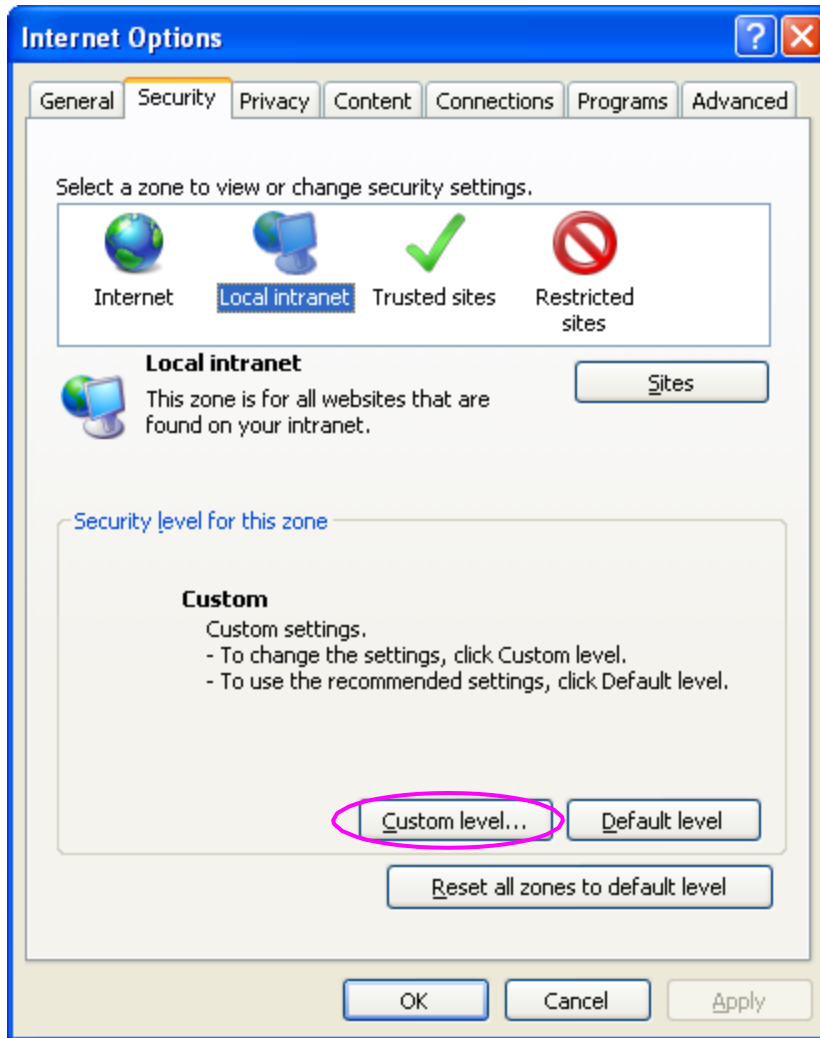 Internet Options
?
General Security Privacy Content Connections Programs Advanced
Select a zone to view or change security settings.
Internet Local intranet Trusted sites Restricted
sites
Local intranet
Sites
This zone is for all websites that are
found on your intranet.
Security level for this zone
Custom
Custom settings.
- To change the settings, click Custom level.
- To use the recommended settings, click Default level.
Custom level... Default level
Reset all zones to default level
OK Cancel Apply